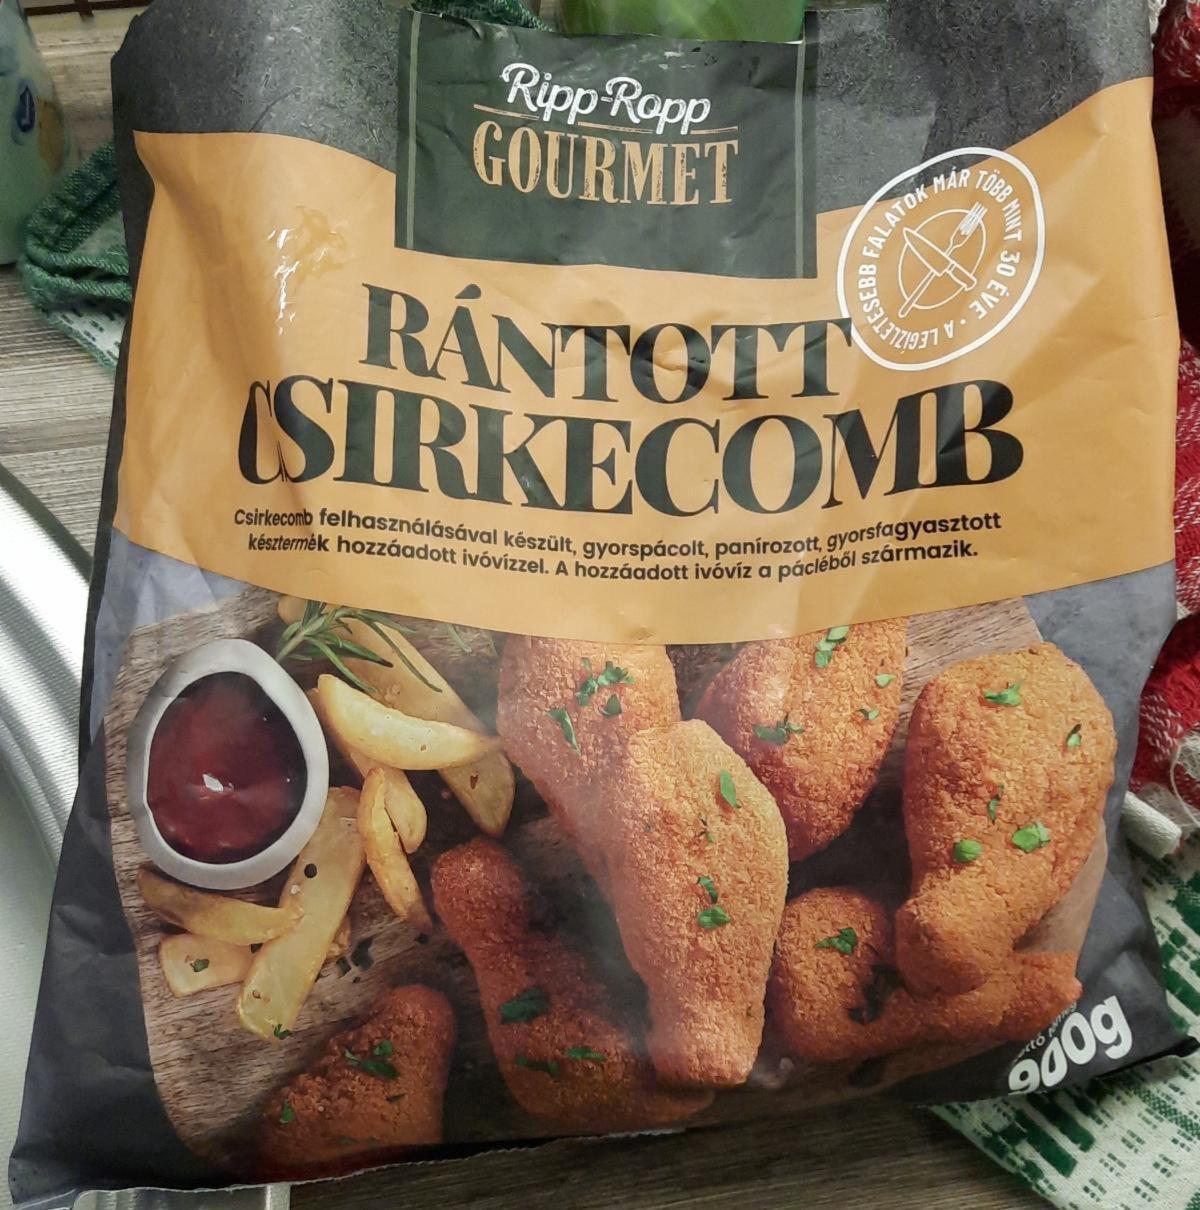 Ripp-Ropp
GOURMET
A LEGÍZLETESEBB FALATOK MÁR TÖBB MINT 30 ÉVE •
RÁNTOTT
CSIRKECOMB
Csirkecomb felhasználásával készült, gyorspácolt, panírozott, gyorsfagyasztott
késztermék hozzáadott ivóvízzel. A hozzáadott ivóvíz a pácléből származik.
900g